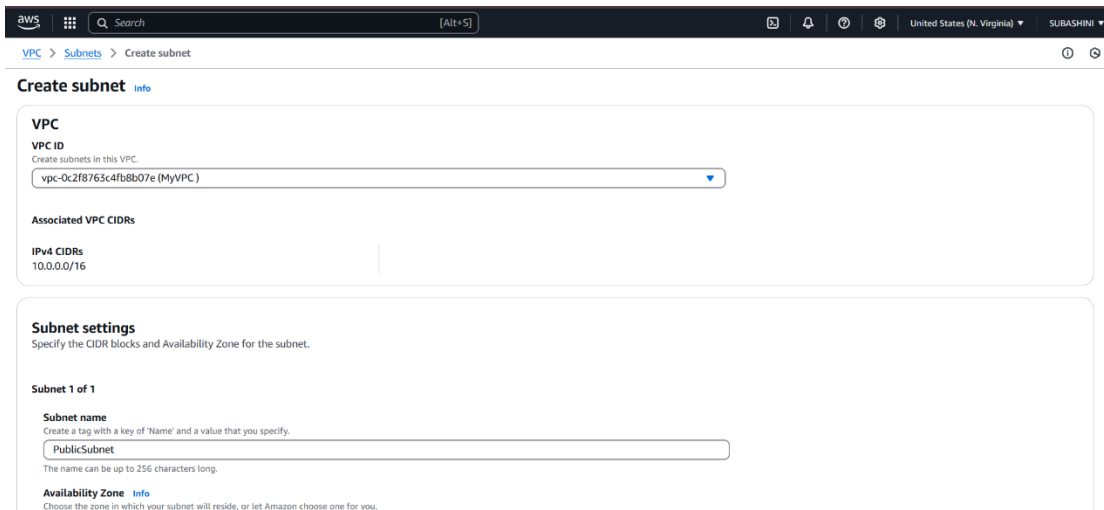 aws
Search [Alt+S] United States (N. Virginia) ▼ SUBASHINI ▼
VPC > Subnets > Create subnet
Create subnet Info
VPC
VPC ID
Create subnets in this VPC.
vpc-0c2f8763c4fb8b07e (MyVPC )
Associated VPC CIDRs
IPv4 CIDRs
10.0.0.0/16
Subnet settings
Specify the CIDR blocks and Availability Zone for the subnet.
Subnet 1 of 1
Subnet name
Create a tag with a key of 'Name' and a value that you specify.
PublicSubnet
The name can be up to 256 characters long.
Availability Zone Info
Choose the zone in which your subnet will reside, or let Amazon choose one for you.